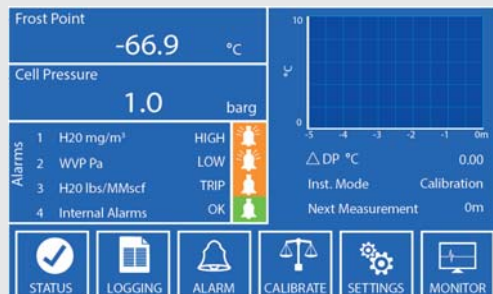 Frost Point
-66.9 °C
Cell Pressure
1.0 barg
Alarms
1 H20 mg/m³ HIGH
2 WVP Pa LOW
3 H20 lbs/MMscf TRIP
4 Internal Alarms OK
10
°C
0
-5 -4 -3 -2 -1 0m
△ DP °C 0.00
Inst. Mode Calibration
Next Measurement 0m
STATUS LOGGING ALARM CALIBRATE SETTINGS MONITOR